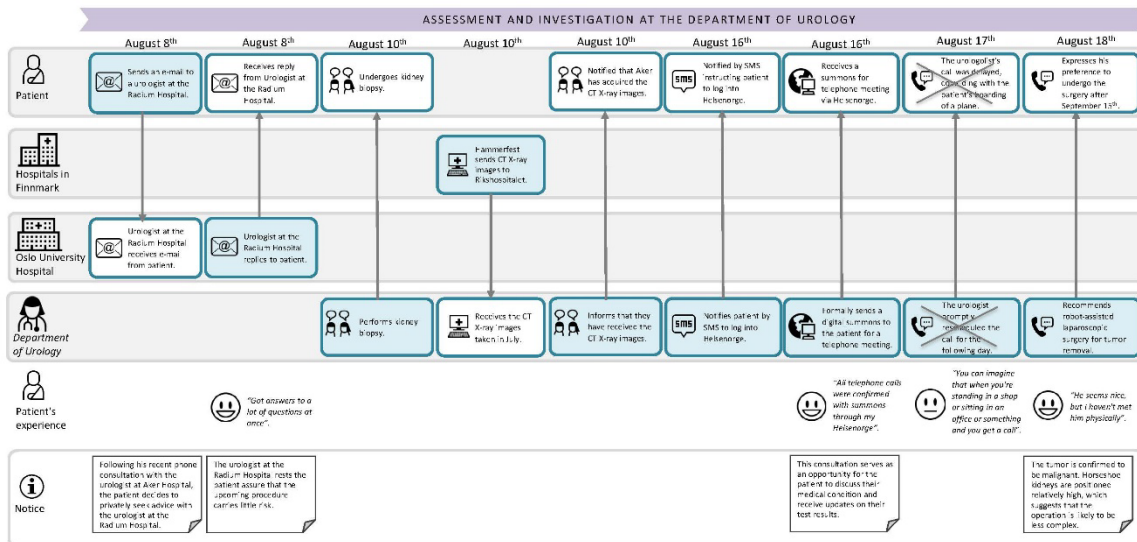 ASSESSMENT AND INVESTIGATION AT THE DEPARTMENT OF UROLOGY
August 8th
August 8th
August 10th
August 10th
August 10th
August 16th
August 16th
August 17th
August 18th
Patient
Sends an e-mail to
a urologist at the
Radium Hospital.
Receives reply
from Urologist at
the Radium
Hospital.
Undergoes kidney
biopsy.
Notified that Aker
has acquired the
CT X-ray images.
SMS
Notified by SMS
instructing patient
to log into
Helsenorge.
Receives a
summons for
telephone meeting
via Helsenorge.
The urologist's
call was delayed,
coinciding with the
patient's boarding
of a plane.
Expresses his
preference to
undergo the
surgery after
September 15th.
Hospitals in
Finnmark
Hammerfest
sends CT X-ray
images to
Rikshospitalet.
Oslo University
Hospital
Urologist at the
Radium Hospital
receives e-mai
from patient.
Urologist at the
Radium Hospital
replies to patient.
Department
of Urology
Performs kidney
biopsy.
Receives the CT
X-ray images
taken in July.
Informs that they
have received the
CT X-ray images.
SMS
Notifies patient by
SMS to log into
Helsenorge.
Formally sends a
digital summons to
the patient for a
telephone meeting.
The urologist
promptly
rescheduled the
call for the
following day.
Recommends
robot-assisted
laparoscopic
surgery for tumor
removal.
Patient's
experience
"Got answers to a
lot of questions at
once".
"All telephone calls
were confirmed
with summons
through my
Helsenorge".
"You can imagine
that when you're
standing in a shop
or sitting in an
office or something
and you get a call".
"He seems nice,
but i haven't met
him physically".
Notice
Following his recent phone
consultation with the
urologist at Aker Hospital,
the patient decides to
privately seek advice with
the urologist at the
Radium Hospital.
The urologist at the
Radium Hospital rests the
patient assure that the
upcoming procedure
carries little risk.
This consultation serves as
an opportunity for the
patient to discuss their
medical condition and
receive updates on their
test results.
The tumor is confirmed to
be malignant. Horseshoe
kidneys are positioned
relatively high, which
suggests that the
operation is likely to be
less complex.